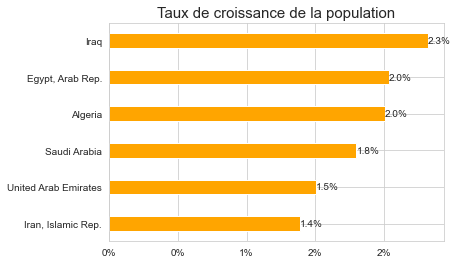 Taux de croissance de la population
Iraq 2.3%
Egypt, Arab Rep. 2.0%
Algeria 2.0%
Saudi Arabia 1.8%
United Arab Emirates 1.5%
Iran, Islamic Rep. 1.4%
0% 0% 1% 2% 2%